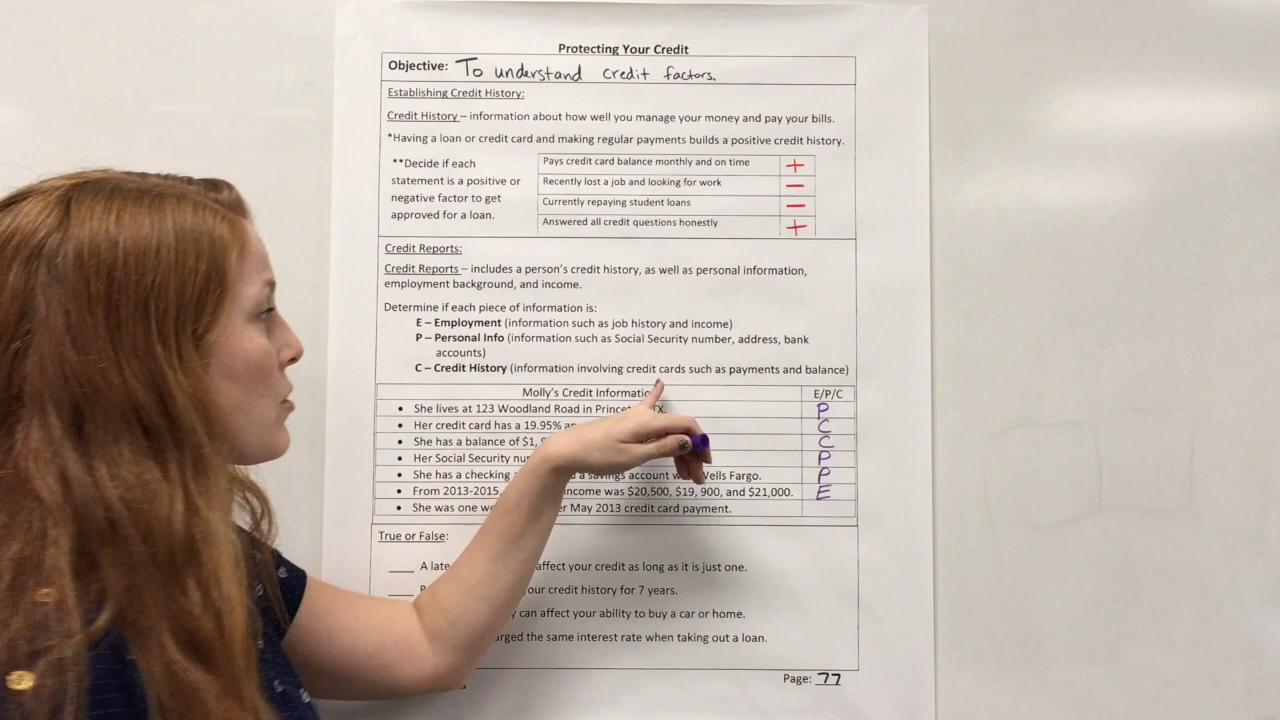 Protecting Your Credit
Objective: To understand credit factors.
Establishing Credit History:
Credit History – information about how well you manage your money and pay your bills.
*Having a loan or credit card and making regular payments builds a positive credit history.
**Decide if each
statement is a positive or
negative factor to get
approved for a loan.
Pays credit card balance monthly and on time +
Recently lost a job and looking for work –
Currently repaying student loans –
Answered all credit questions honestly +
Credit Reports:
Credit Reports – includes a person's credit history, as well as personal information,
employment background, and income.
Determine if each piece of information is:
E – Employment (information such as job history and income)
P – Personal Info (information such as Social Security number, address, bank
accounts)
C – Credit History (information involving credit cards such as payments and balance)
Molly's Credit Information E/P/C
• She lives at 123 Woodland Road in TX. P
• Her credit card has a 19.95% C
• She has a balance of C
• Her Social Security P
• She has a checking a savings account Wells Fargo. P
• From 2013-2015, income was $20,500, $19, 900, and $21,000. E
• She was one May 2013 credit card payment.
True or False:
____ A late affect your credit as long as it is just one.
____ our credit history for 7 years.
can affect your ability to buy a car or home.
the same interest rate when taking out a loan.
Page: 77